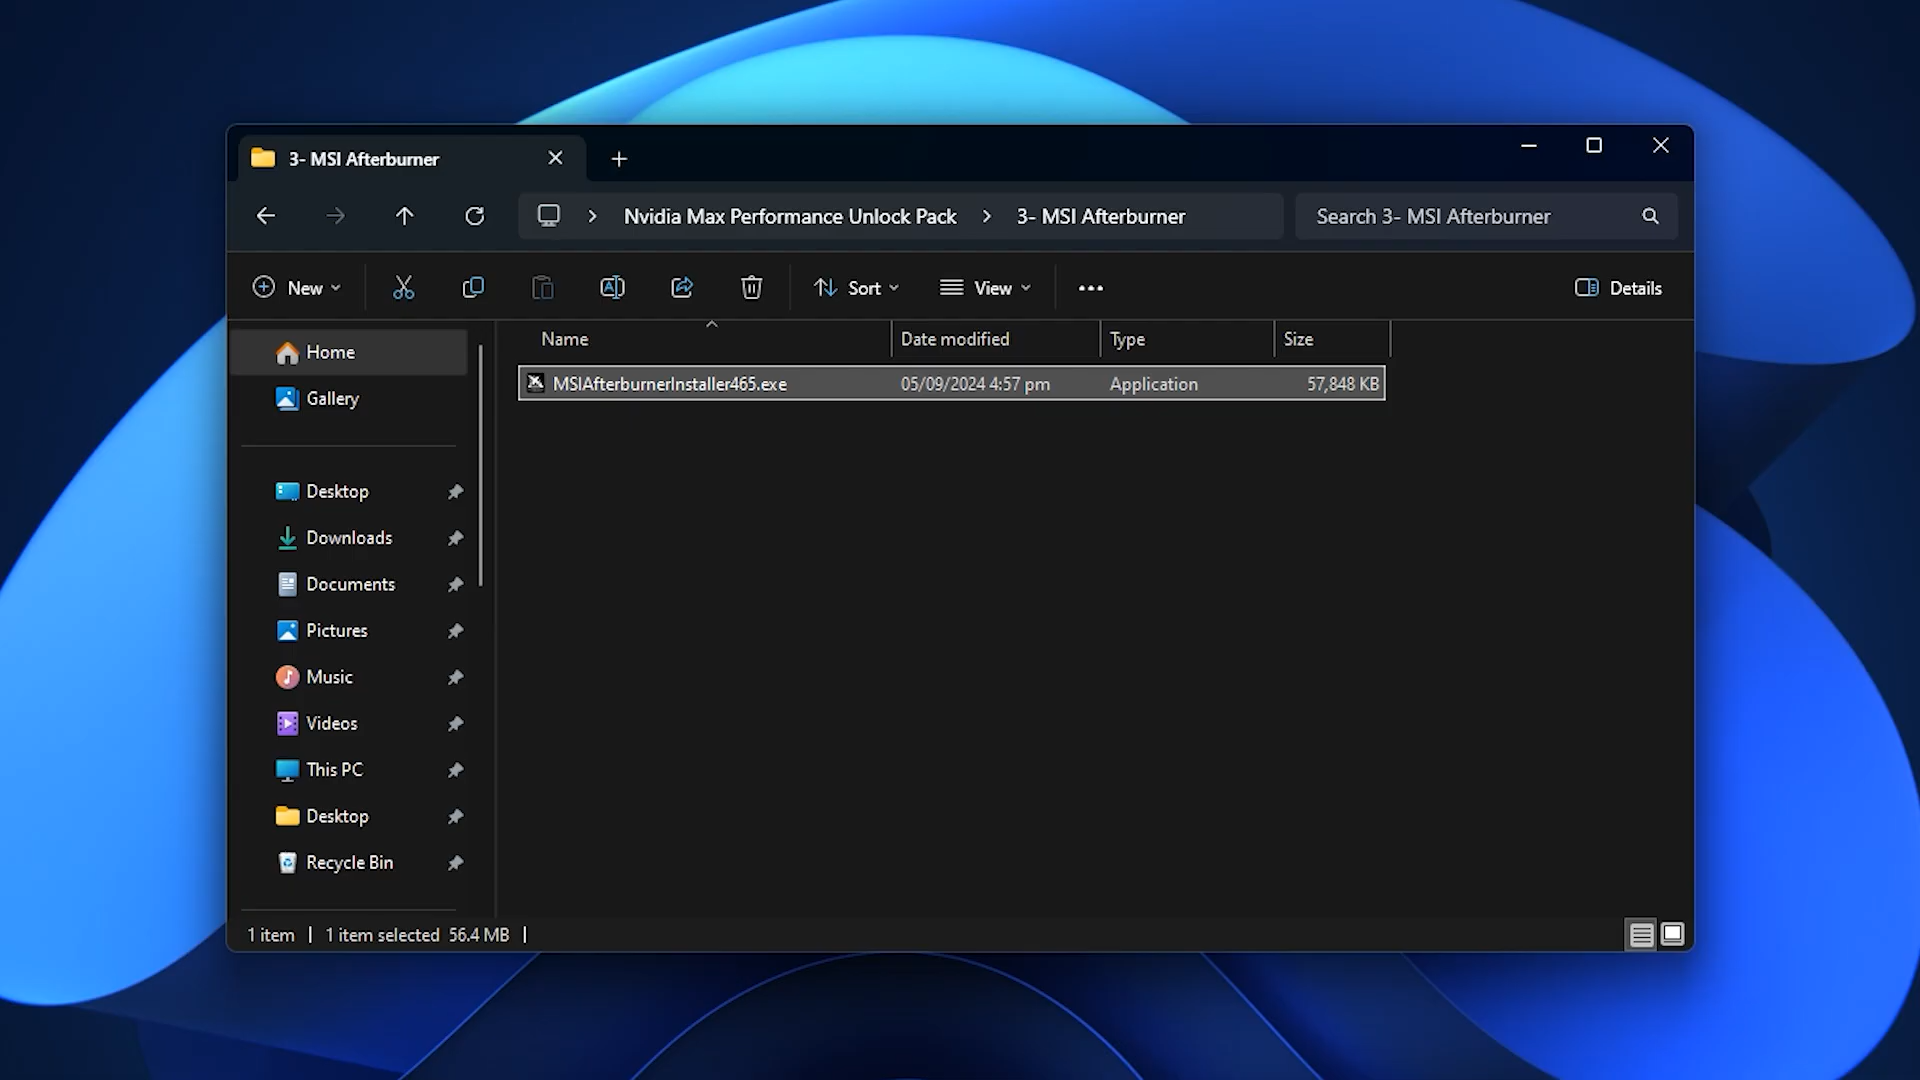 3- MSI Afterburner
Nvidia Max Performance Unlock Pack 3- MSI Afterburner
Search 3- MSI Afterburner
New Sort View Details
Name Date modified Type Size
MSIAfterburnerInstaller465.exe 05/09/2024 4:57 pm Application 57,848 KB
Home
Gallery
Desktop
Downloads
Documents
Pictures
Music
Videos
This PC
Desktop
Recycle Bin
1 item | 1 item selected 56.4 MB |